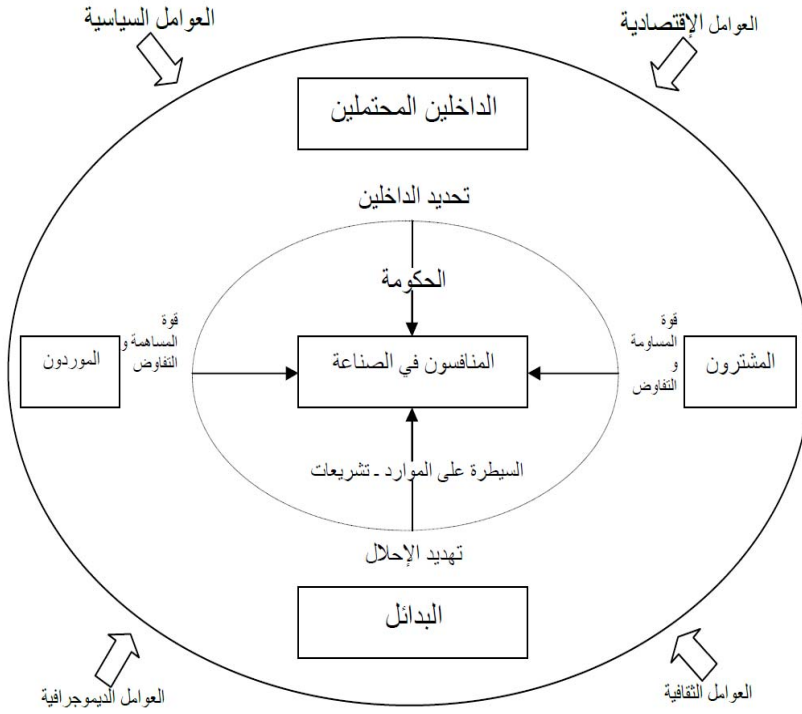 العوامل الإقتصادية
العوامل السياسية
الداخلين المحتملين
تحديد الداخلين
الحكومة
المشترون
قوة
المساومة
و
التفاوض
المنافسون في الصناعة
قوة
المساهمة و
التفاوض
الموردون
السيطرة على الموارد - تشريعات
تهديد الإحلال
البدائل
العوامل الثقافية
العوامل الديموجرافية